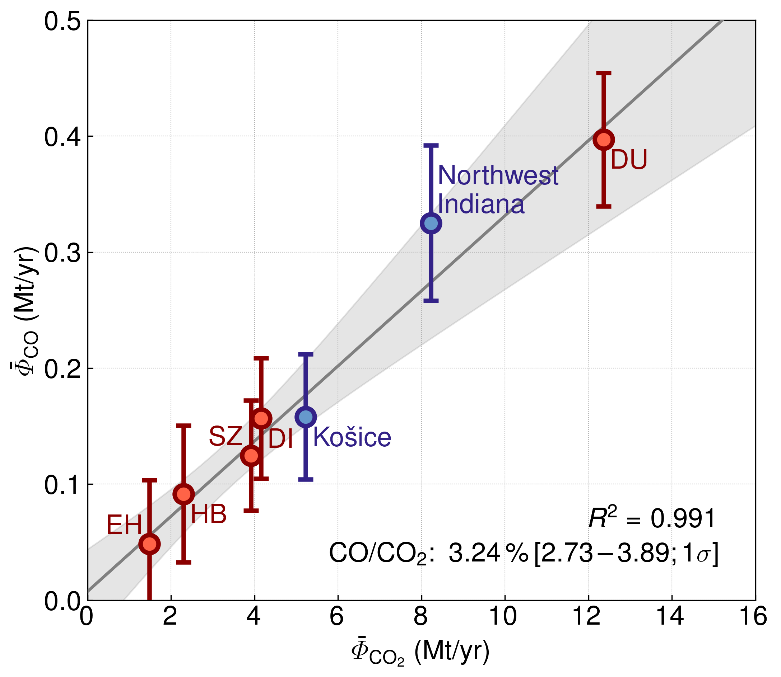 0.5
0.4
0.3
0.2
0.1
0.0
0 2 4 6 8 10 12 14 16
Φ̄CO (Mt/yr)
Φ̄CO₂ (Mt/yr)
Northwest
Indiana
DU
SZ
DI
Košice
EH
HB
R² = 0.991
CO/CO₂: 3.24 % [2.73−3.89; 1σ]